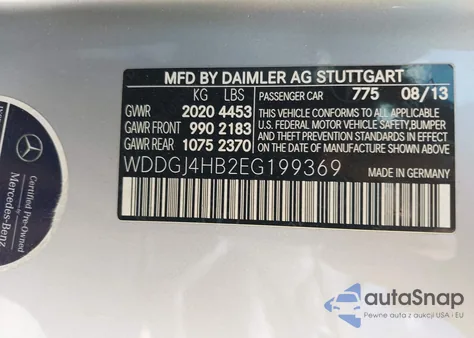 MFD BY DAIMLER AG STUTTGART
KG LBS PASSENGER CAR 775 08/13
GVWR 2020 4453
GAWR FRONT 990 2183
GAWR REAR 1075 2370
THIS VEHICLE CONFORMS TO ALL APPLICABLE
U.S. FEDERAL MOTOR VEHICLE SAFETY, BUMPER
AND THEFT PREVENTION STANDARDS IN EFFECT
ON THE DATE OF MANUFACTURE SHOWN ABOVE.
WDDGJ4HB2EG199369 MADE IN GERMANY
Certified Pre-Owned
Mercedes-Benz
autoSnap
Pewne auta z aukcji USA i EU